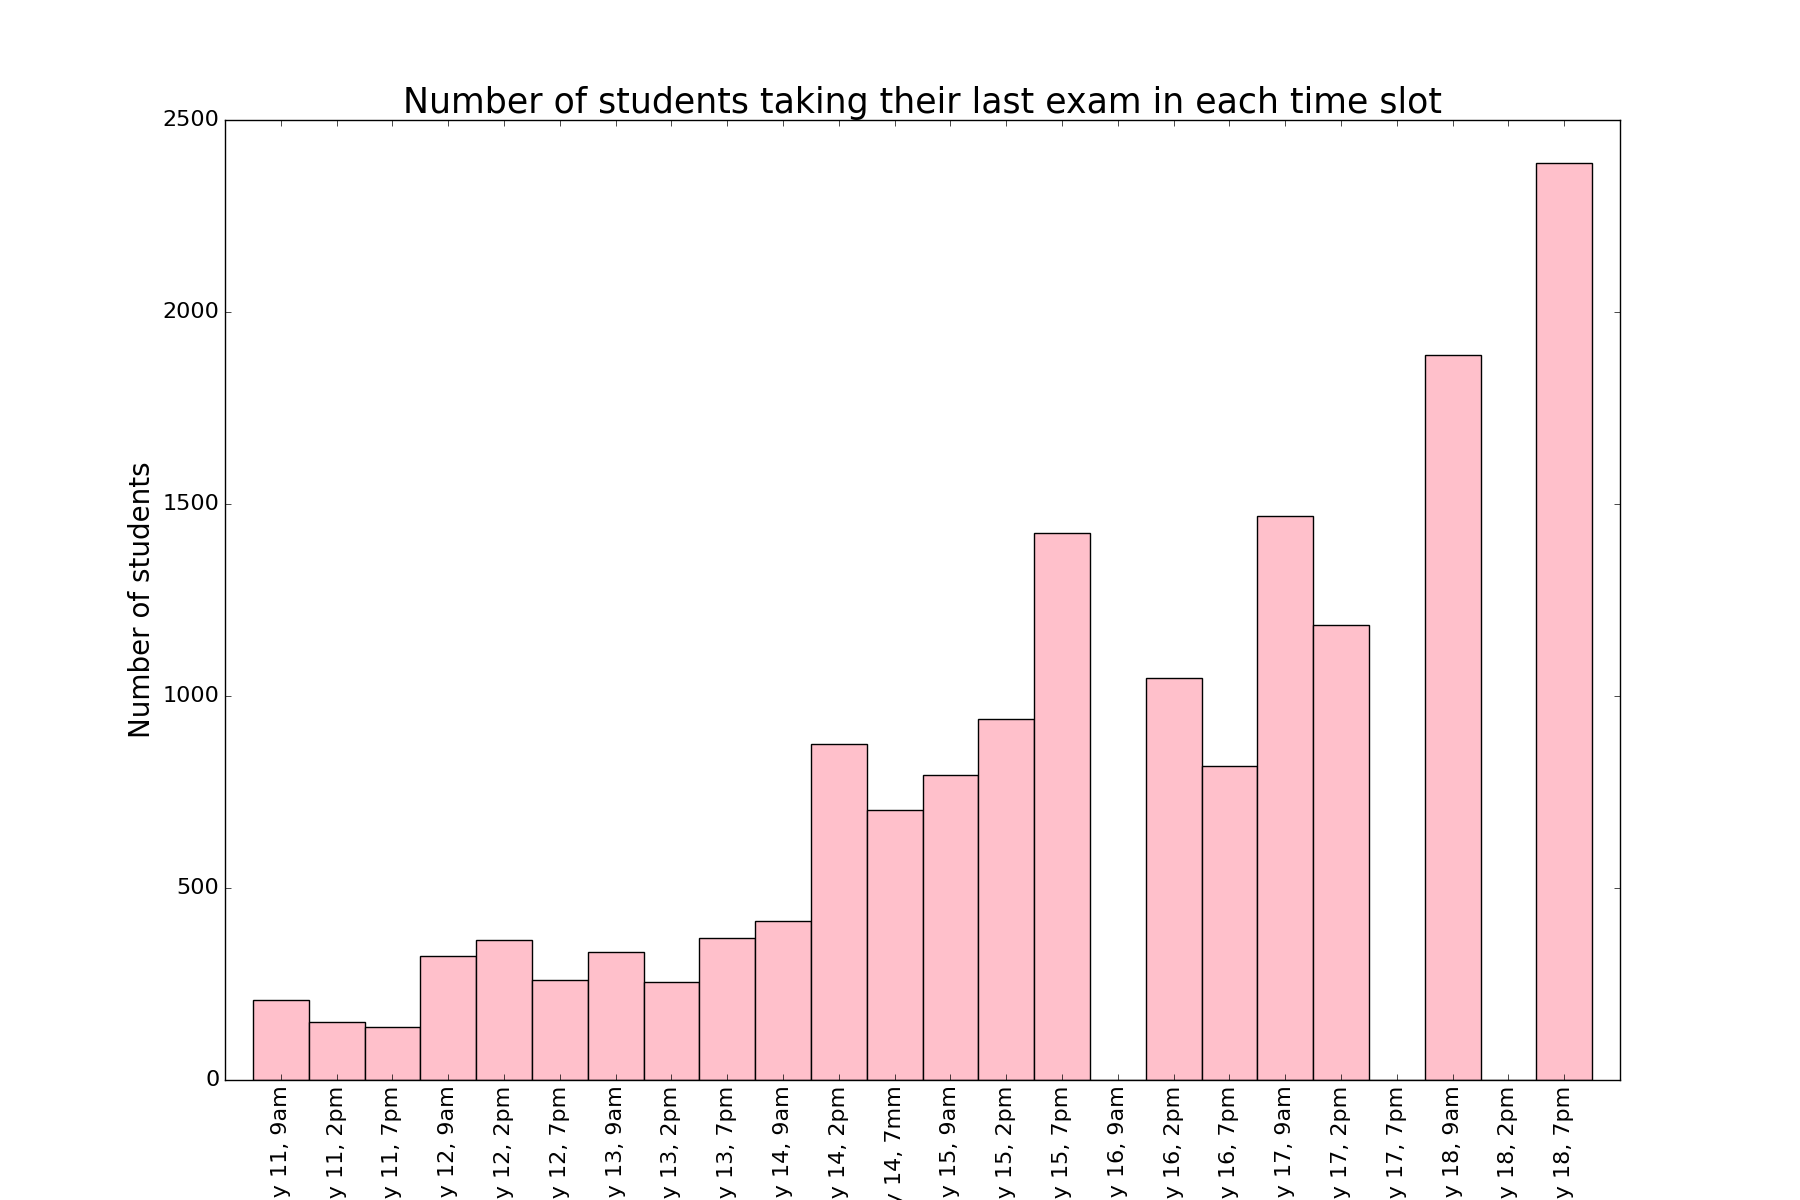 Number of students taking their last exam in each time slot
Number of students
2500
2000
1500
1000
500
0
y 11, 9am
y 11, 2pm
y 11, 7pm
y 12, 9am
y 12, 2pm
y 12, 7pm
y 13, 9am
y 13, 2pm
y 13, 7pm
y 14, 9am
y 14, 2pm
y 14, 7mm
y 15, 9am
y 15, 2pm
y 15, 7pm
y 16, 9am
y 16, 2pm
y 16, 7pm
y 17, 9am
y 17, 2pm
y 17, 7pm
y 18, 9am
y 18, 2pm
y 18, 7pm